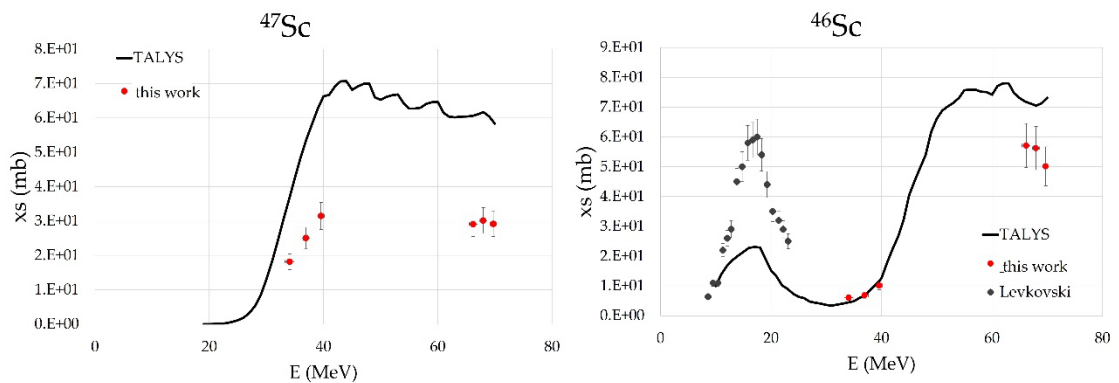 ⁴⁷Sc
8.E+01
7.E+01
6.E+01
5.E+01
4.E+01
3.E+01
2.E+01
1.E+01
0.E+00
xs (mb)
TALYS
this work
0
20
40
60
80
E (MeV)
⁴⁶Sc
9.E+01
8.E+01
7.E+01
6.E+01
5.E+01
4.E+01
3.E+01
2.E+01
1.E+01
0.E+00
xs (mb)
TALYS
this work
Levkovski
0
20
40
60
80
E (MeV)